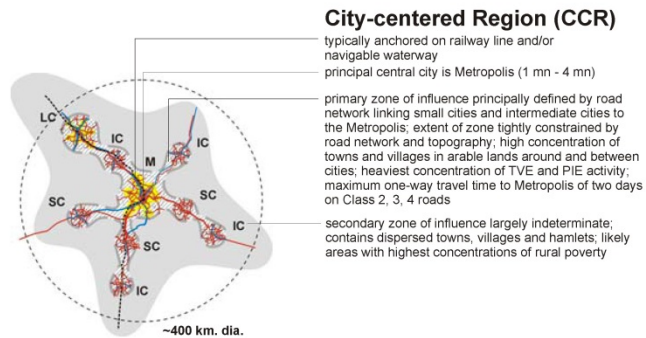 City-centered Region (CCR)
typically anchored on railway line and/or
navigable waterway
principal central city is Metropolis (1 mn - 4 mn)
primary zone of influence principally defined by road
network linking small cities and intermediate cities to
the Metropolis; extent of zone tightly constrained by
road network and topography; high concentration of
towns and villages in arable lands around and between
cities; heaviest concentration of TVE and PIE activity;
maximum one-way travel time to Metropolis of two days
on Class 2, 3, 4 roads
secondary zone of influence largely indeterminate;
contains dispersed towns, villages and hamlets; likely
areas with highest concentrations of rural poverty
LC
IC
IC
M
SC
SC
IC
SC
IC
~400 km. dia.